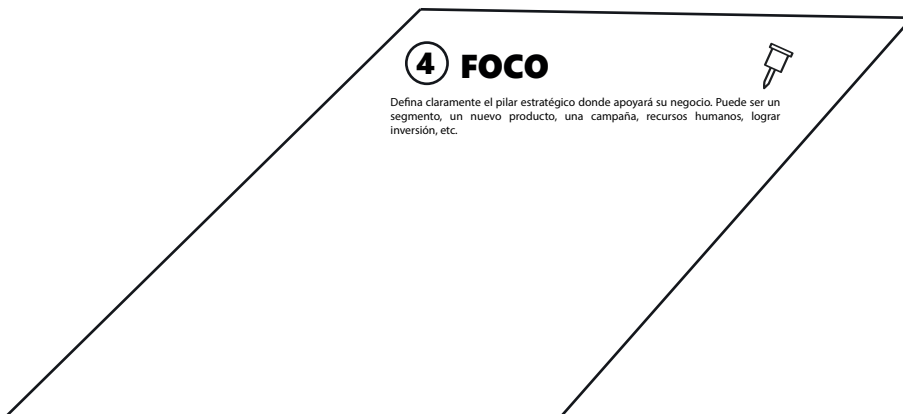 4 FOCO
Defina claramente el pilar estratégico donde apoyará su negocio. Puede ser un
segmento, un nuevo producto, una campaña, recursos humanos, lograr
inversión, etc.